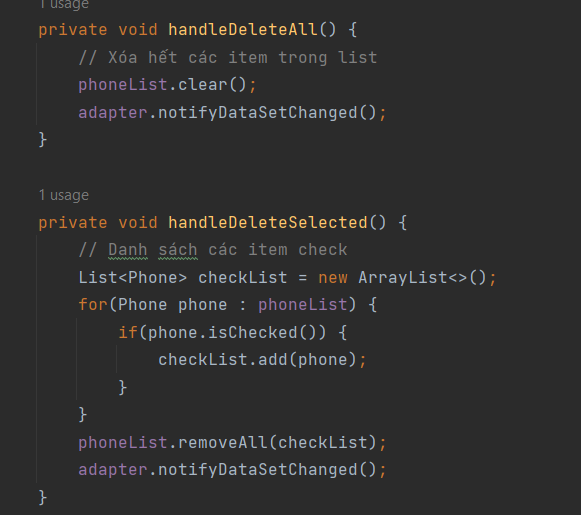 1 usage
private void handleDeleteAll() {
// Xóa hết các item trong list
phoneList.clear();
adapter.notifyDataSetChanged();
}
1 usage
private void handleDeleteSelected() {
// Danh sách các item check
List<Phone> checkList = new ArrayList<>();
for(Phone phone : phoneList) {
if(phone.isChecked()) {
checkList.add(phone);
}
}
phoneList.removeAll(checkList);
adapter.notifyDataSetChanged();
}